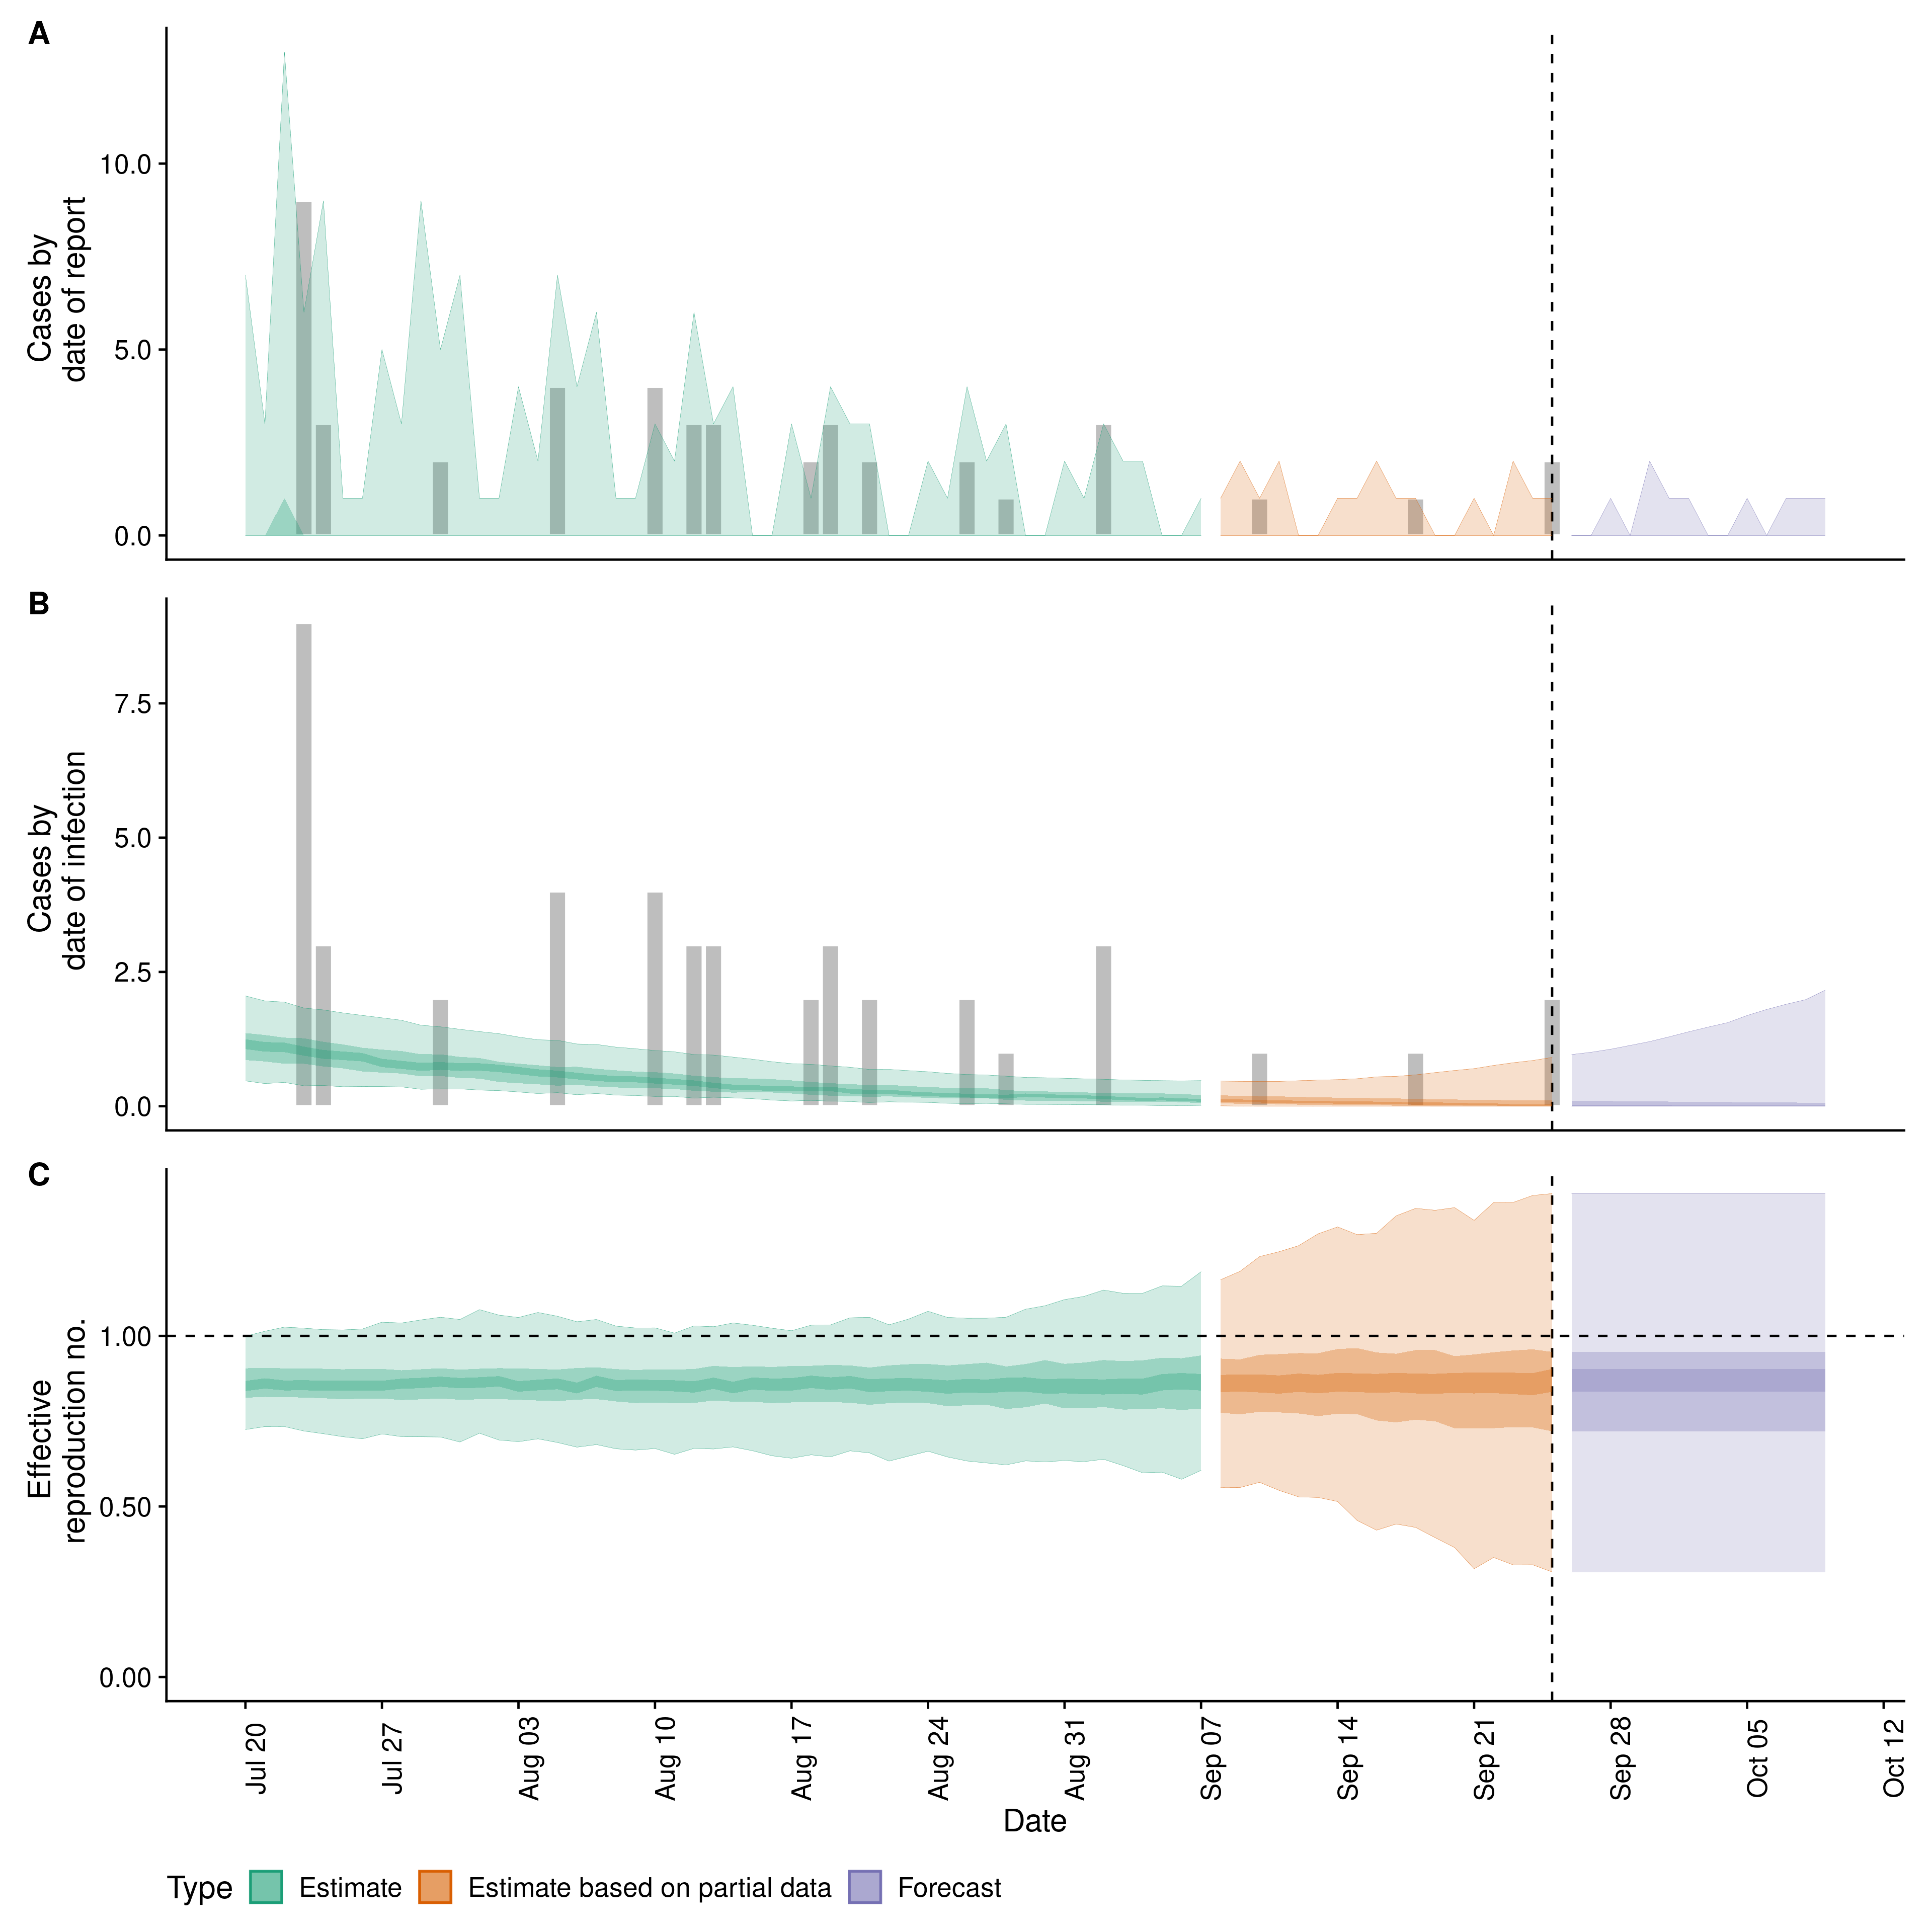 A
Cases by
date of report
10.0
5.0
0.0
B
Cases by
date of infection
7.5
5.0
2.5
0.0
C
Effective
reproduction no.
1.00
0.50
0.00
Jul 20
Jul 27
Aug 03
Aug 10
Aug 17
Aug 24
Aug 31
Sep 07
Sep 14
Sep 21
Sep 28
Oct 05
Oct 12
Date
Type Estimate Estimate based on partial data Forecast